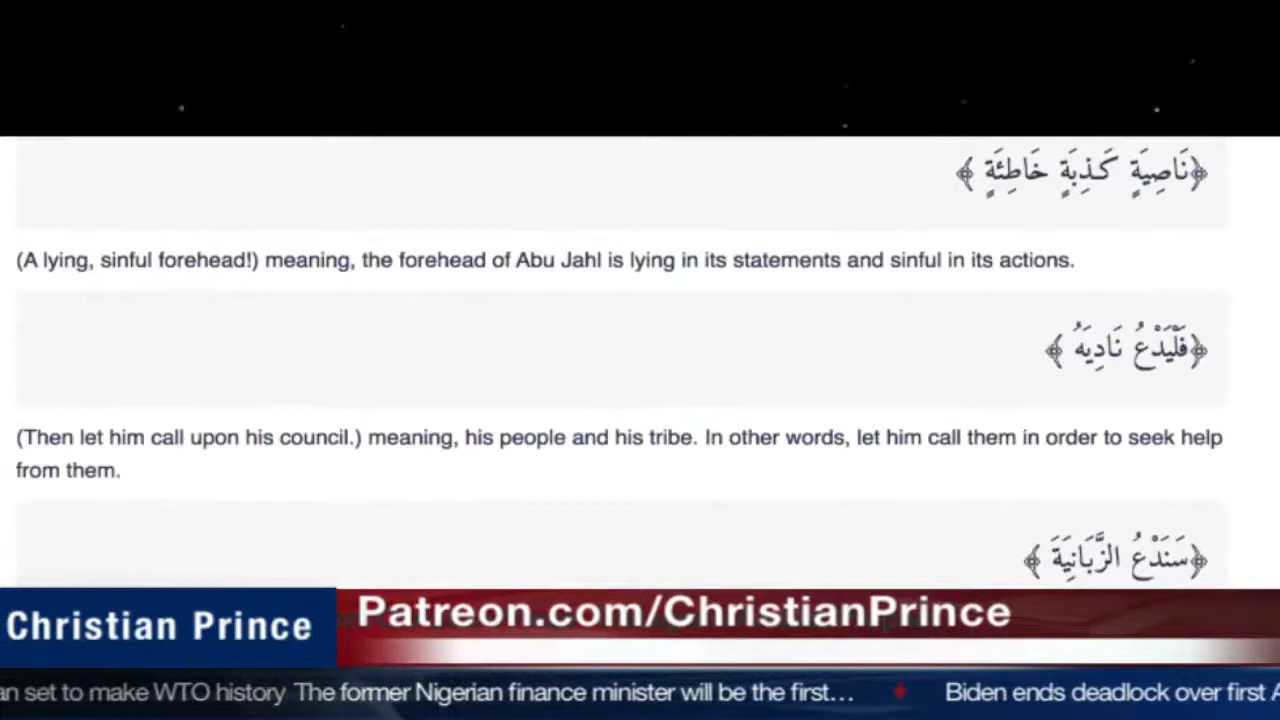 ﴿نَاصِيَةٍ كَـذِبَةٍ خَاطِئَةٍ ﴾
(A lying, sinful forehead!) meaning, the forehead of Abu Jahl is lying in its statements and sinful in its actions.
﴿فَلْيَدْعُ نَادِيَهُ ﴾
(Then let him call upon his council.) meaning, his people and his tribe. In other words, let him call them in order to seek help
from them.
﴿سَنَدْعُ الزَّبَانِيَةَ ﴾
Patreon.com/ChristianPrince
Christian Prince
an set to make WTO history The former Nigerian finance minister will be the first... Biden ends deadlock over first A